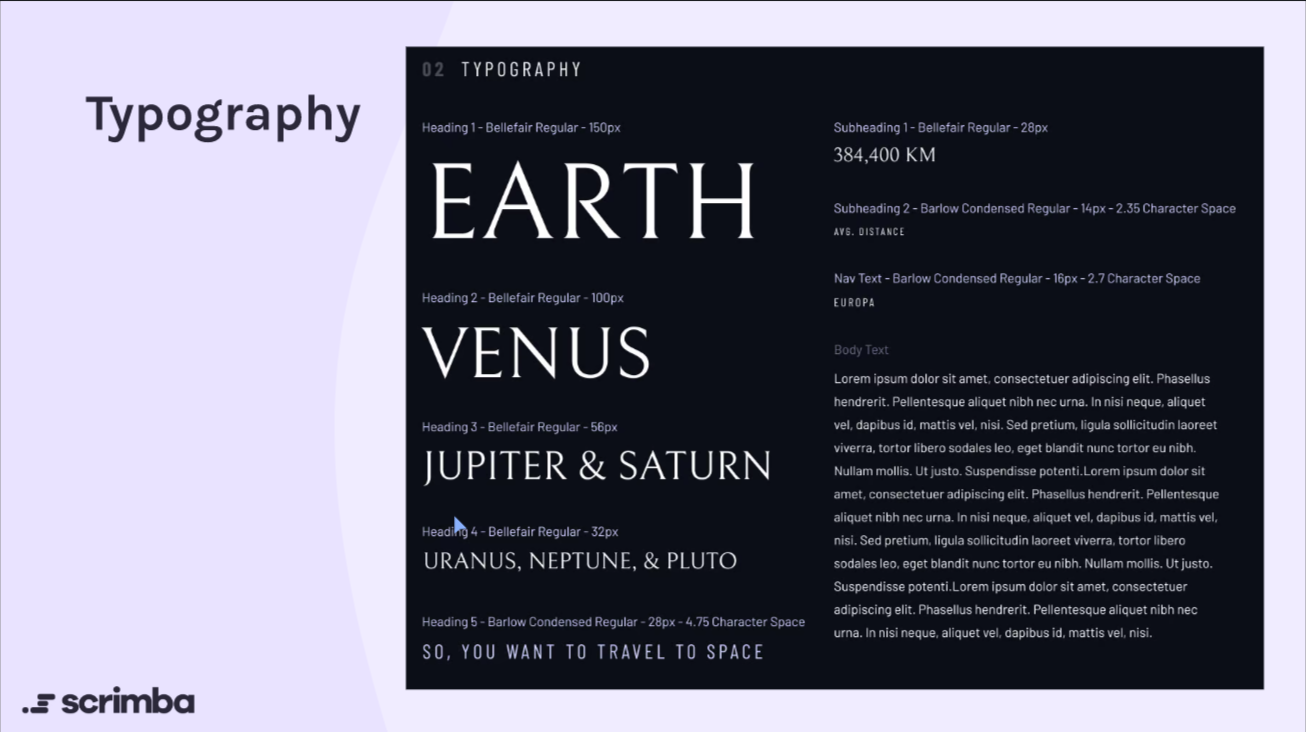 Typography
02 TYPOGRAPHY
Heading 1 - Bellefair Regular - 150px
EARTH
Heading 2 - Bellefair Regular - 100px
VENUS
Heading 3 - Bellefair Regular - 56px
JUPITER & SATURN
Heading 4 - Bellefair Regular - 32px
URANUS, NEPTUNE, & PLUTO
Heading 5 - Barlow Condensed Regular - 28px - 4.75 Character Space
SO, YOU WANT TO TRAVEL TO SPACE
Subheading 1 - Bellefair Regular - 28px
384,400 KM
Subheading 2 - Barlow Condensed Regular - 14px - 2.35 Character Space
AVG. DISTANCE
Nav Text - Barlow Condensed Regular - 16px - 2.7 Character Space
EUROPA
Body Text
Lorem ipsum dolor sit amet, consectetuer adipiscing elit. Phasellus
hendrerit. Pellentesque aliquet nibh nec urna. In nisi neque, aliquet
vel, dapibus id, mattis vel, nisi. Sed pretium, ligula sollicitudin laoreet
viverra, tortor libero sodales leo, eget blandit nunc tortor eu nibh.
Nullam mollis. Ut justo. Suspendisse potenti.Lorem ipsum dolor sit
amet, consectetuer adipiscing elit. Phasellus hendrerit. Pellentesque
aliquet nibh nec urna. In nisi neque, aliquet vel, dapibus id, mattis vel,
nisi. Sed pretium, ligula sollicitudin laoreet viverra, tortor libero
sodales leo, eget blandit nunc tortor eu nibh. Nullam mollis. Ut justo.
Suspendisse potenti.Lorem ipsum dolor sit amet, consectetuer
adipiscing elit. Phasellus hendrerit. Pellentesque aliquet nibh nec
urna. In nisi neque, aliquet vel, dapibus id, mattis vel, nisi.
scrimba